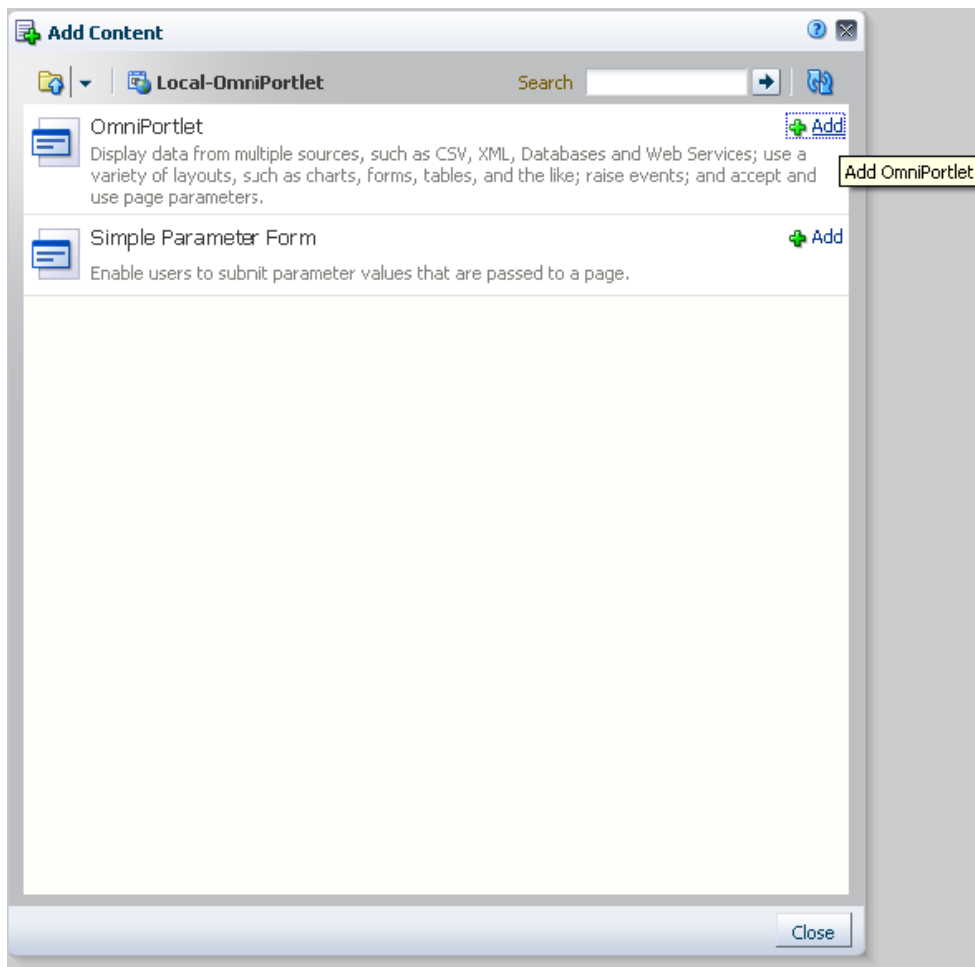 Add Content
Local-OmniPortlet Search
OmniPortlet Add
Display data from multiple sources, such as CSV, XML, Databases and Web Services; use a
variety of layouts, such as charts, forms, tables, and the like; raise events; and accept and
use page parameters.
Add OmniPortlet
Simple Parameter Form Add
Enable users to submit parameter values that are passed to a page.
Close